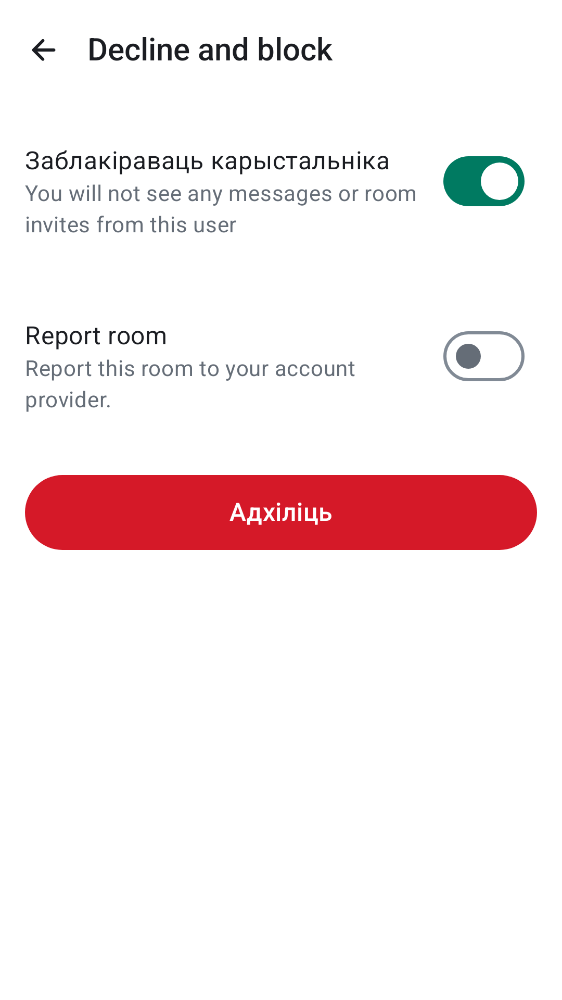 Decline and block
Заблакіраваць карыстальніка
You will not see any messages or room
invites from this user
Report room
Report this room to your account
provider.
Адхіліць